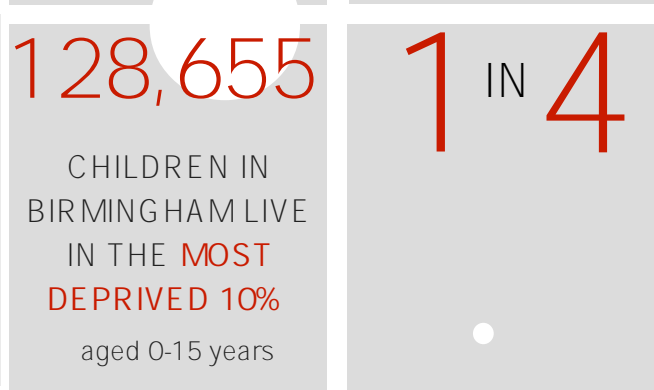 128,655
CHILDREN IN
BIRMINGHAM LIVE
IN THE MOST
DEPRIVED 10%
aged 0-15 years
1 IN 4